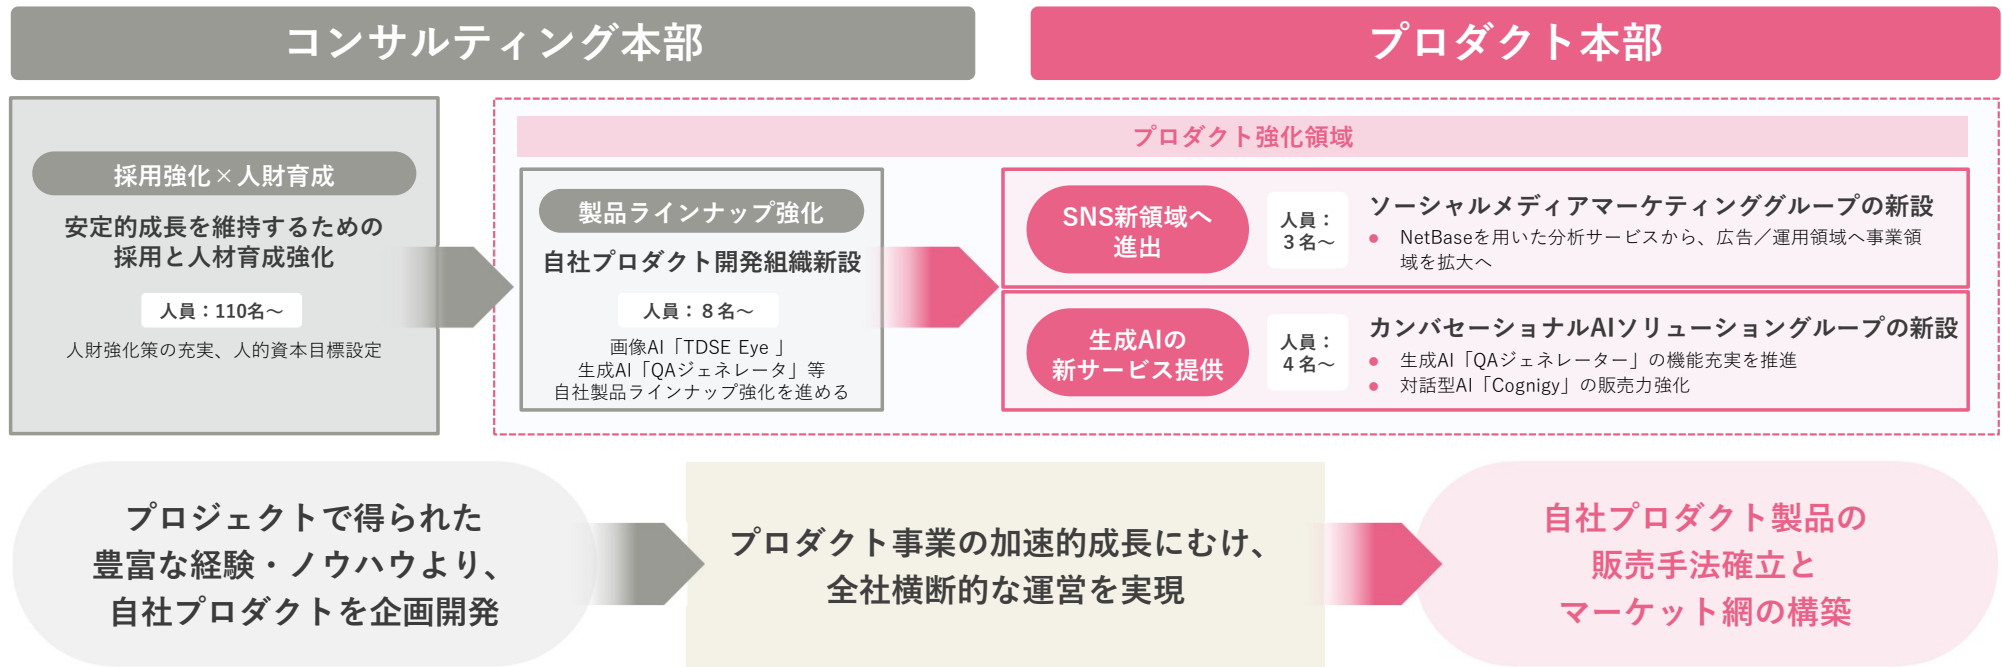 コンサルティング本部
プロダクト本部
採用強化×人財育成
安定的成長を維持するための
採用と人材育成強化
人員：110名～
人財強化策の充実、人的資本目標設定
プロダクト強化領域
製品ラインナップ強化
自社プロダクト開発組織新設
人員：８名～
画像AI「TDSE Eye 」
生成AI「QAジェネレータ」等
自社製品ラインナップ強化を進める
SNS新領域へ
進出
人員：
３名～
ソーシャルメディアマーケティンググループの新設
● NetBaseを用いた分析サービスから、広告／運用領域へ事業領
域を拡大へ
生成AIの
新サービス提供
人員：
４名～
カンバセーショナルAIソリューショングループの新設
● 生成AI「QAジェネレーター」の機能充実を推進
● 対話型AI「Cognigy」の販売力強化
プロジェクトで得られた
豊富な経験・ノウハウより、
自社プロダクトを企画開発
プロダクト事業の加速的成長にむけ、
全社横断的な運営を実現
自社プロダクト製品の
販売手法確立と
マーケット網の構築